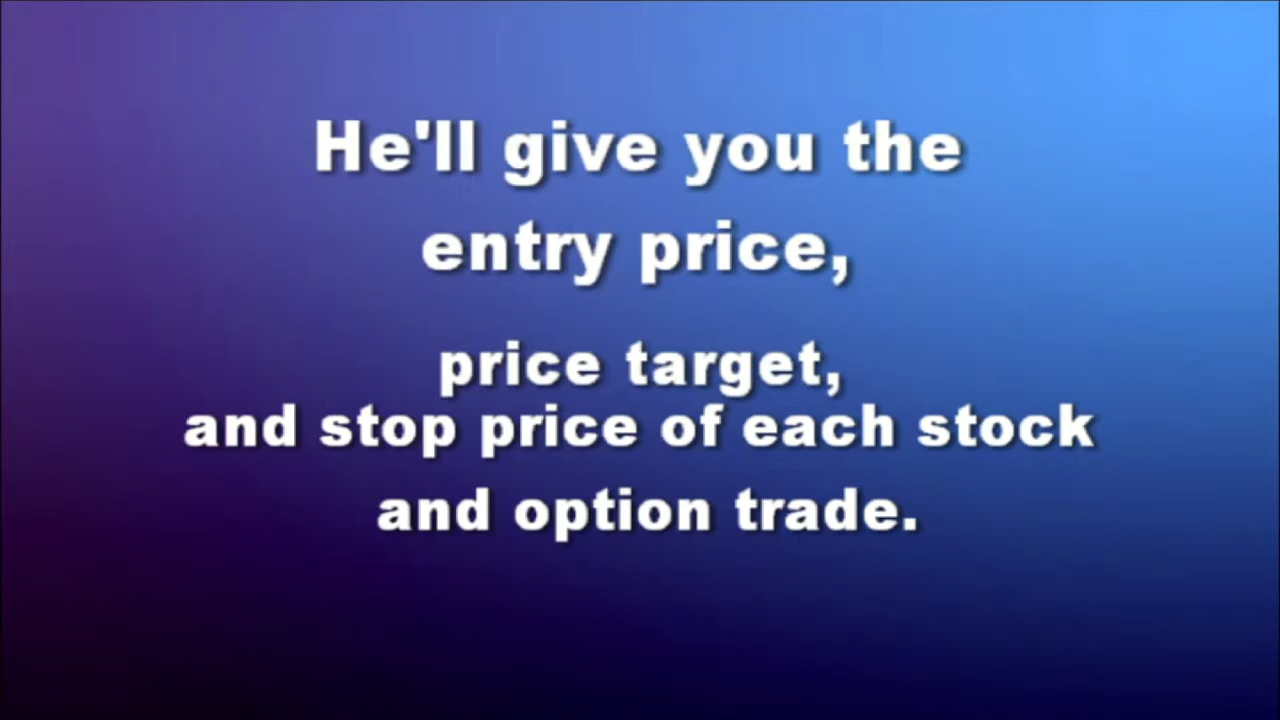 He'll give you the
entry price,
price target,
and stop price of each stock
and option trade.